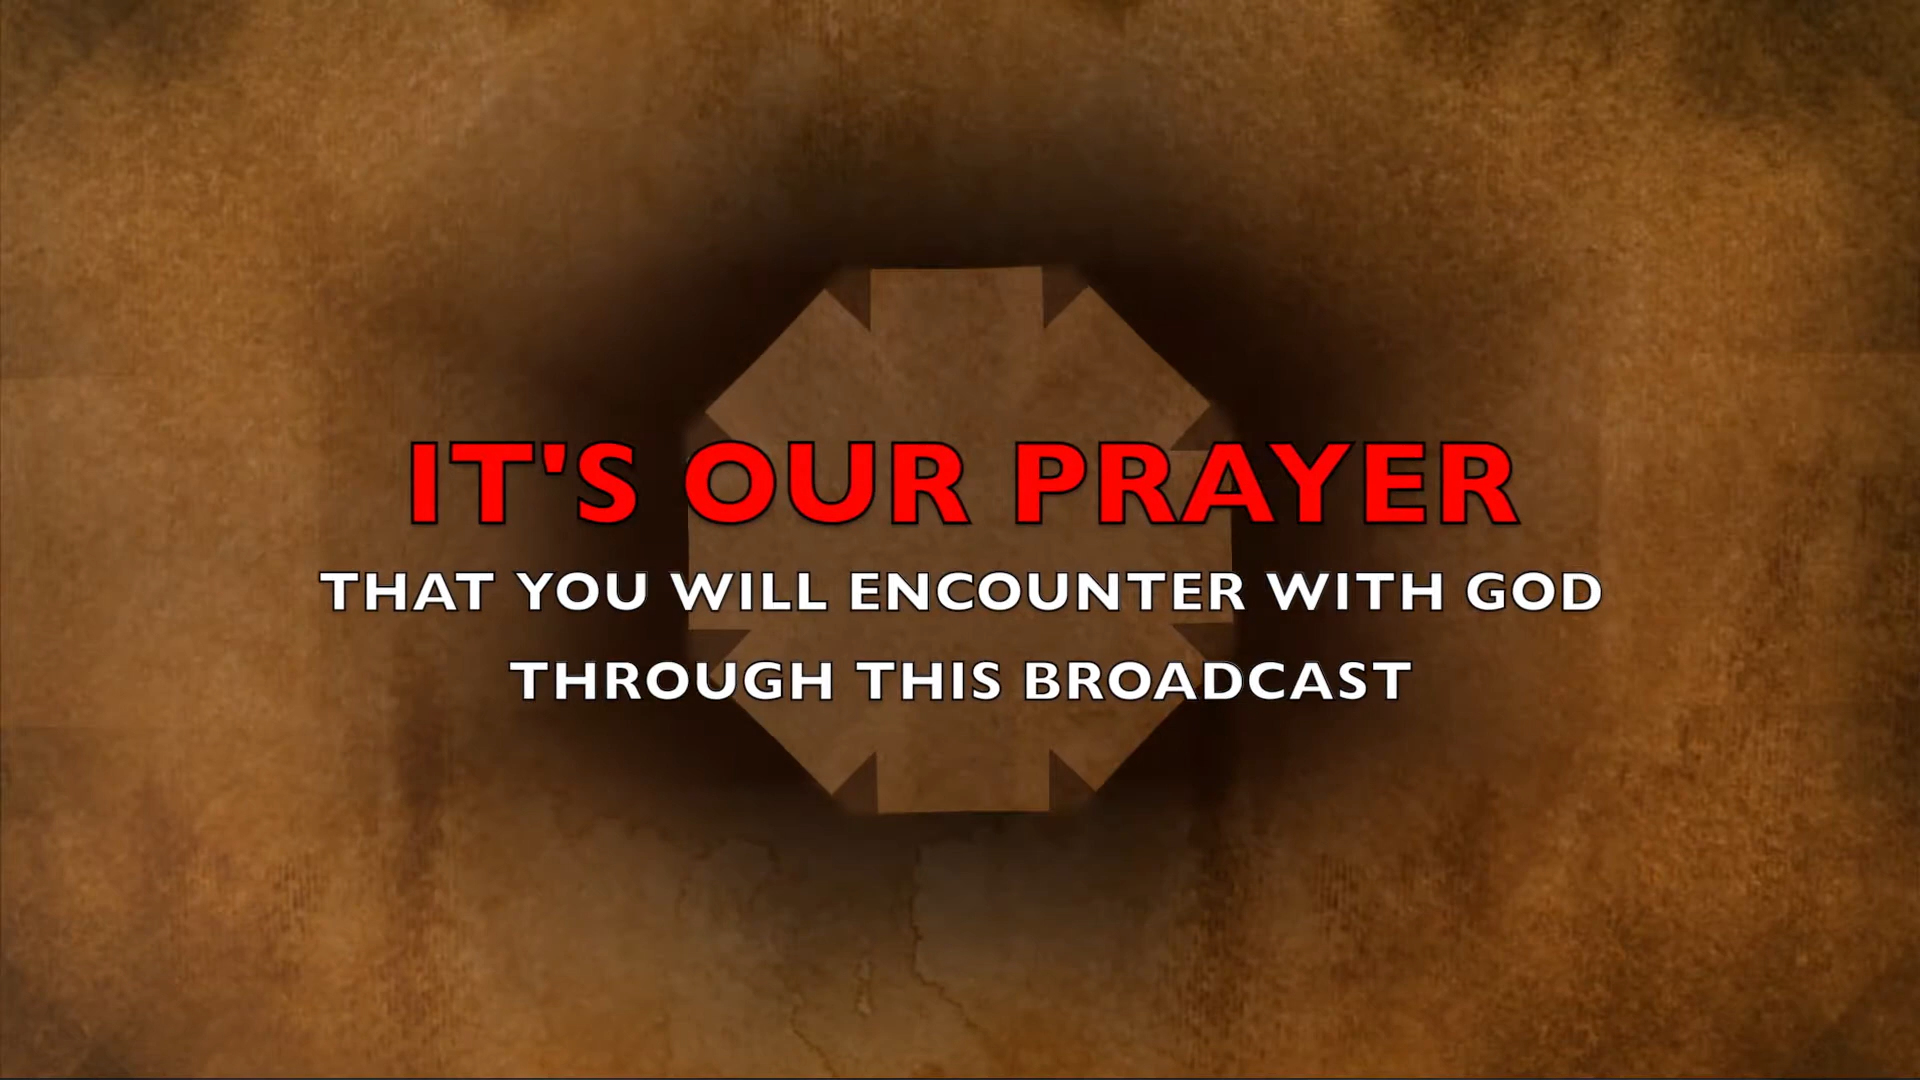 IT'S OUR PRAYER
THAT YOU WILL ENCOUNTER WITH GOD
THROUGH THIS BROADCAST